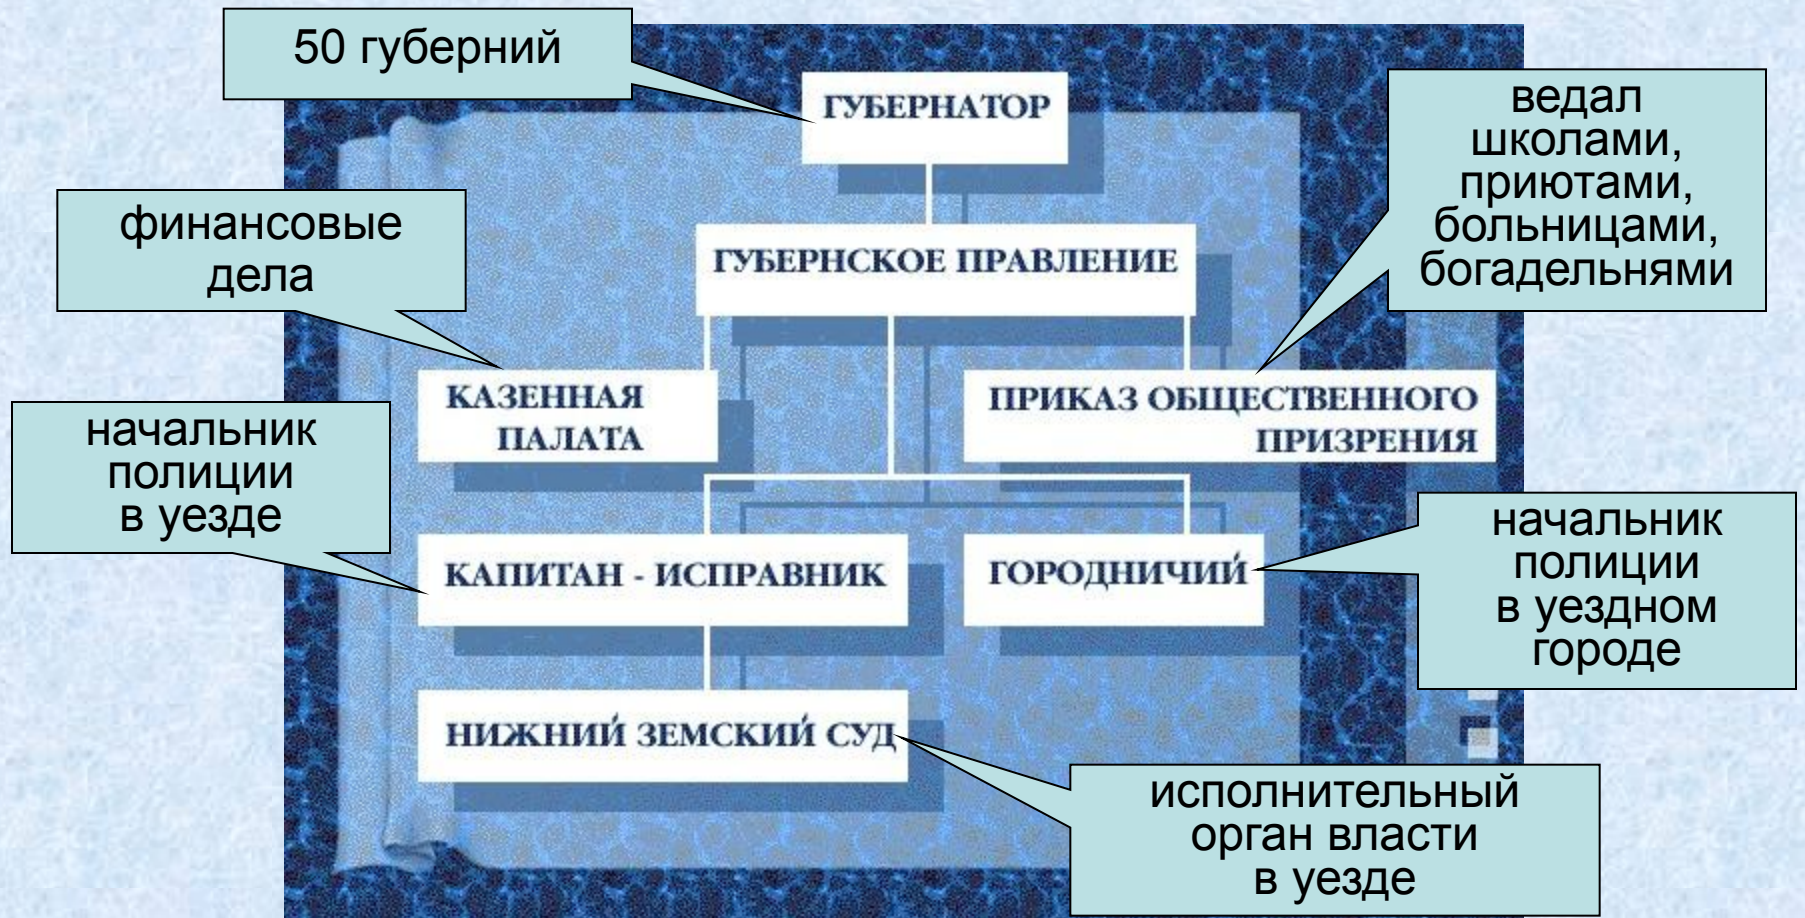 50 губерний
ГУБЕРНАТОР
ведал
школами,
приютами,
больницами,
богадельнями
финансовые
дела
ГУБЕРНСКОЕ ПРАВЛЕНИЕ
КАЗЕННАЯ
ПАЛАТА
ПРИКАЗ ОБЩЕСТВЕННОГО
ПРИЗРЕНИЯ
начальник
полиции
в уезде
КАПИТАН - ИСПРАВНИК
ГОРОДНИЧИЙ
начальник
полиции
в уездном
городе
НИЖНИЙ ЗЕМСКИЙ СУД
исполнительный
орган власти
в уезде